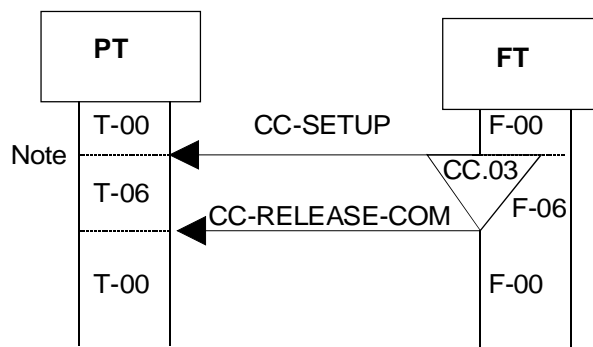 PT
FT
T-00
CC-SETUP
F-00
Note
CC.03
T-06
F-06
CC-RELEASE-COM
T-00
F-00